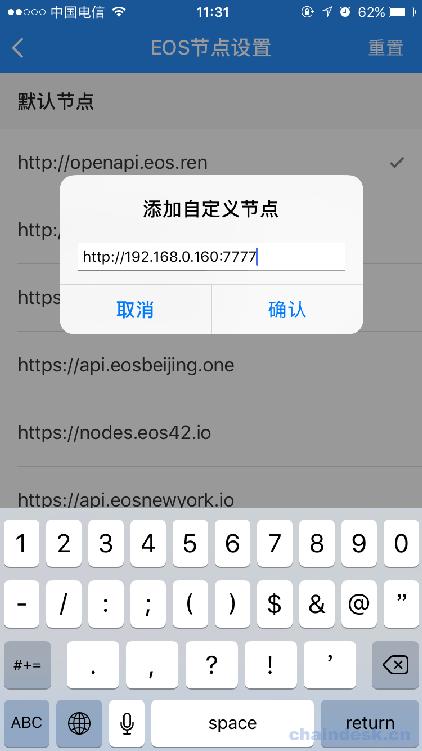 中国电信 11:31 62%
EOS节点设置 重置
默认节点
http://openapi.eos.ren
http:/
添加自定义节点
http://192.168.0.160:7777
https
取消 确认
https://api.eosbeijing.one
https://nodes.eos42.io
https://api.eosnewyork.io
1 2 3 4 5 6 7 8 9 0
- / : ; ( ) $ & @ ”
#+= . , ? ! ’
ABC space return
chaindesk.cn